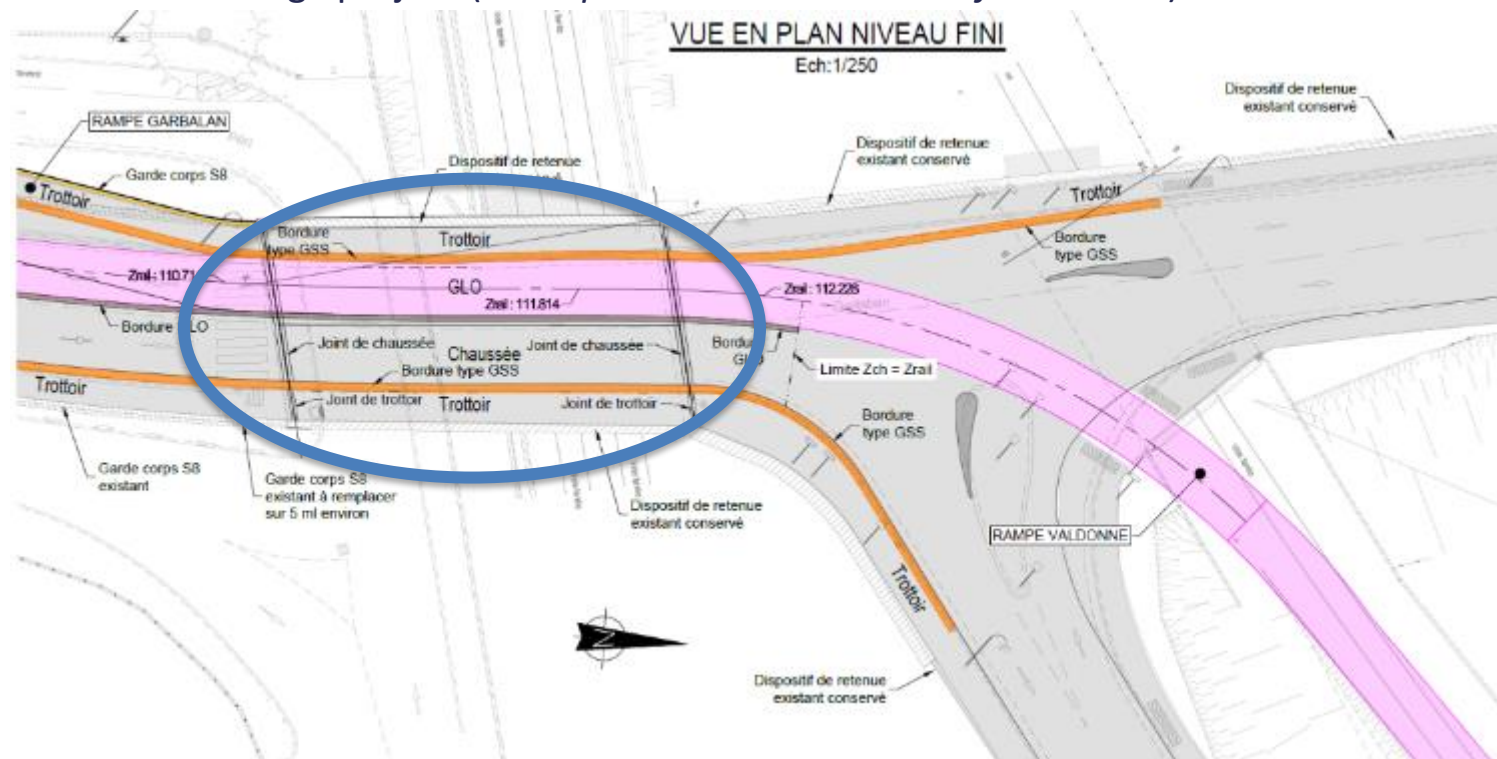 VUE EN PLAN NIVEAU FINI
Ech:1/250
Dispositif de retenue
existant conservé
RAMPE GARBALAN
Garde corps S8
Trottoir
Dispositif de retenue
Dispositif de retenue
existant conservé
Trottoir
Bordure
type GSS
Trottoir
Bordure
type GSS
Zrail : 110.71
GLO
Zrail : 111.814
Zrail : 112.226
Bordure
Joint de chaussée
Chaussée
Joint de chaussée
Limite Zch = Zrail
Bordure type GSS
Trottoir
Joint de trottoir
Trottoir
Joint de trottoir
Bordure
type GSS
Garde corps S8
existant
Garde corps S8
existant à remplacer
sur 5 ml environ
Dispositif de retenue
existant conservé
RAMPE VALDONNE
Trottoir
N
Dispositif de retenue
existant conservé